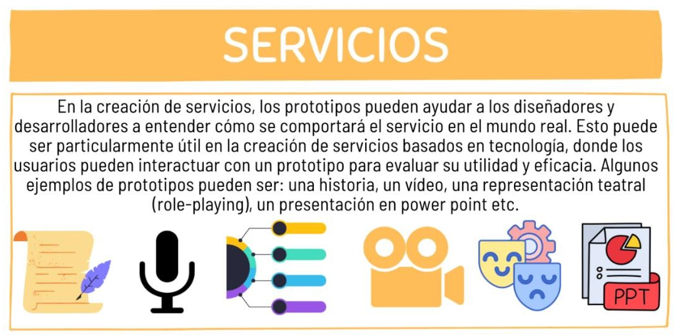 SERVICIOS
En la creación de servicios, los prototipos pueden ayudar a los diseñadores y
desarrolladores a entender cómo se comportará el servicio en el mundo real. Esto puede
ser particularmente útil en la creación de servicios basados en tecnología, donde los
usuarios pueden interactuar con un prototipo para evaluar su utilidad y eficacia. Algunos
ejemplos de prototipos pueden ser: una historia, un vídeo, una representación teatral
(role-playing), un presentación en power point etc.
PPT